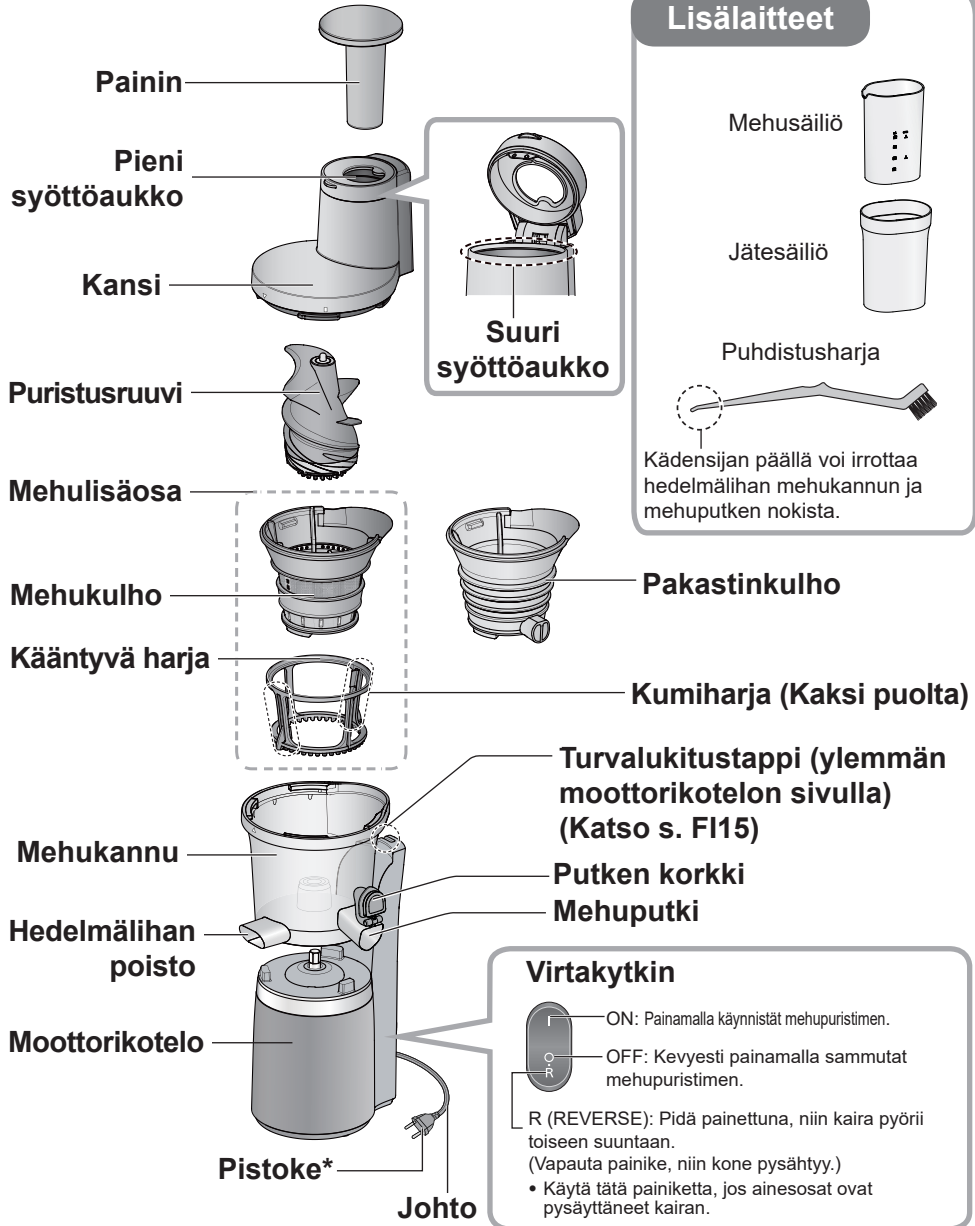 Painin
Pieni
syöttöaukko
Kansi
Suuri
syöttöaukko
Puristusruuvi
Mehulisäosa
Mehukulho
Pakastinkulho
Kääntyvä harja
Kumiharja (Kaksi puolta)
Turvalukitustappi (ylemmän
moottorikotelon sivulla)
(Katso s. FI15)
Mehukannu
Putken korkki
Mehuputki
Hedelmälihan
poisto
Moottorikotelo
Pistoke*
Johto
Lisälaitteet
Mehusäiliö
Jätesäiliö
Puhdistusharja
Kädensijan päällä voi irrottaa
hedelmälihan mehukannun ja
mehuputken nokista.
Virtakytkin
I
O
R
ON: Painamalla käynnistät mehupuristimen.
OFF: Kevyesti painamalla sammutat
mehupuristimen.
R (REVERSE): Pidä painettuna, niin kaira pyörii
toiseen suuntaan.
(Vapauta painike, niin kone pysähtyy.)
• Käytä tätä painiketta, jos ainesosat ovat
pysäyttäneet kairan.